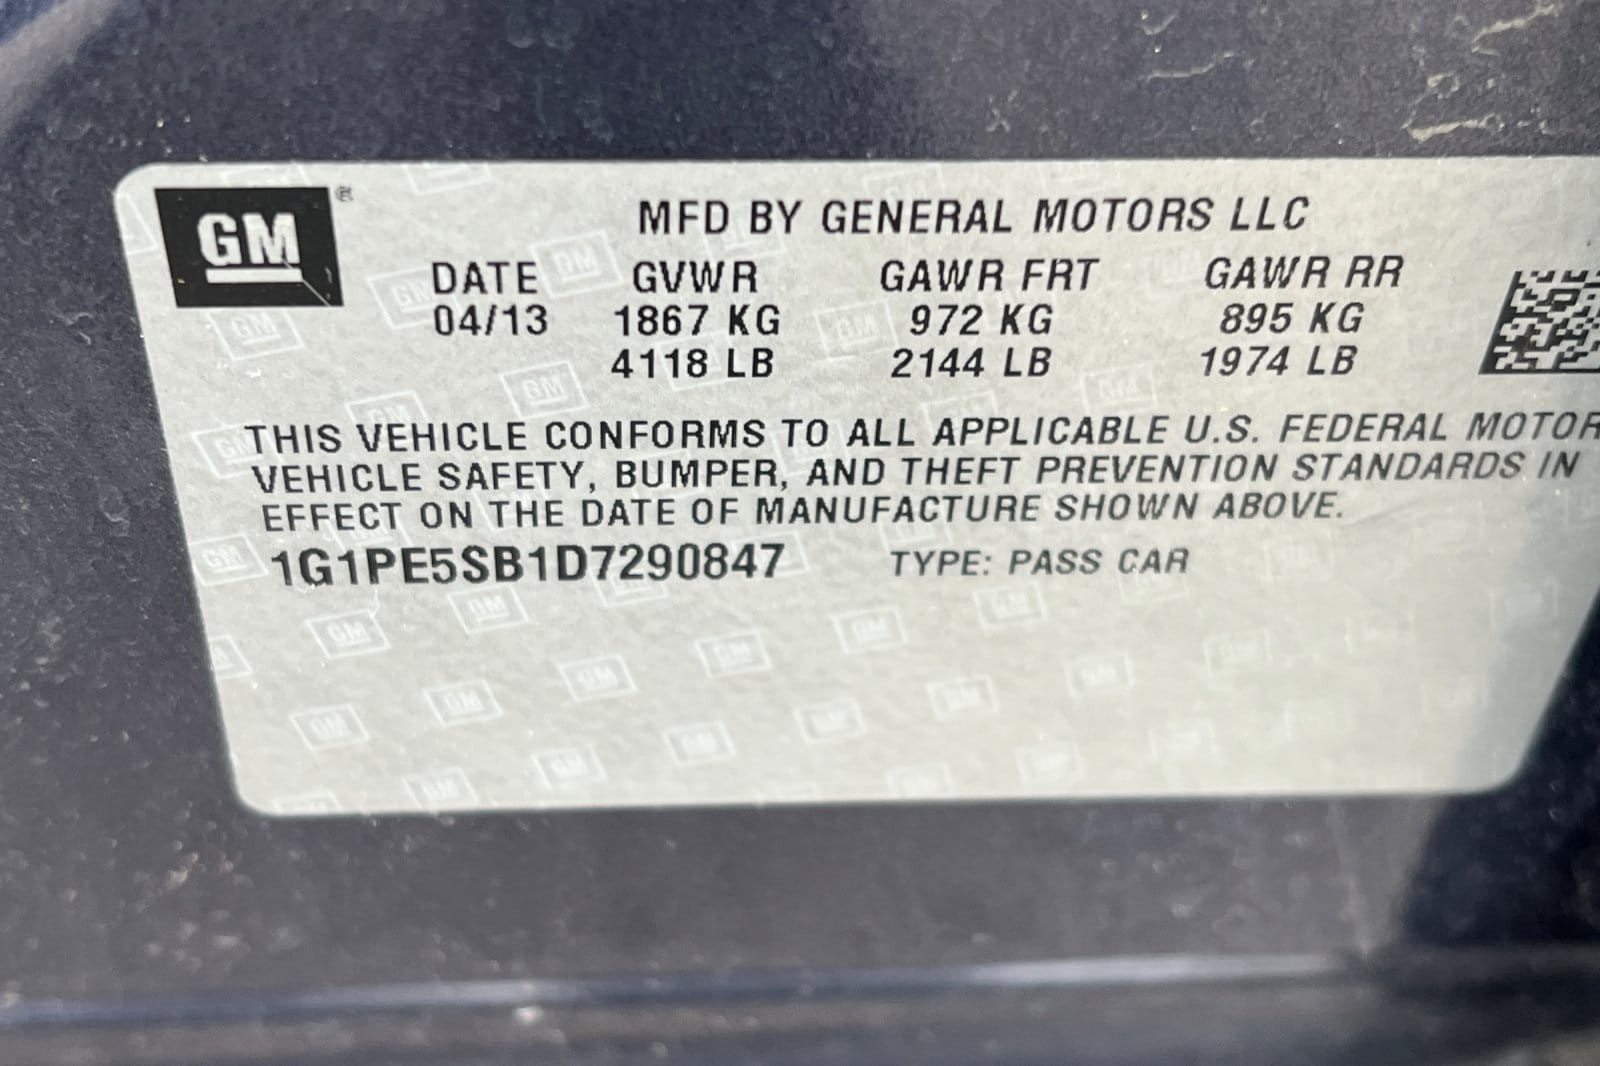 GM ®
MFD BY GENERAL MOTORS LLC
DATE GVWR GAWR FRT GAWR RR
04/13 1867 KG 972 KG 895 KG
4118 LB 2144 LB 1974 LB
THIS VEHICLE CONFORMS TO ALL APPLICABLE U.S. FEDERAL MOTOR
VEHICLE SAFETY, BUMPER, AND THEFT PREVENTION STANDARDS IN
EFFECT ON THE DATE OF MANUFACTURE SHOWN ABOVE.
1G1PE5SB1D7290847 TYPE: PASS CAR